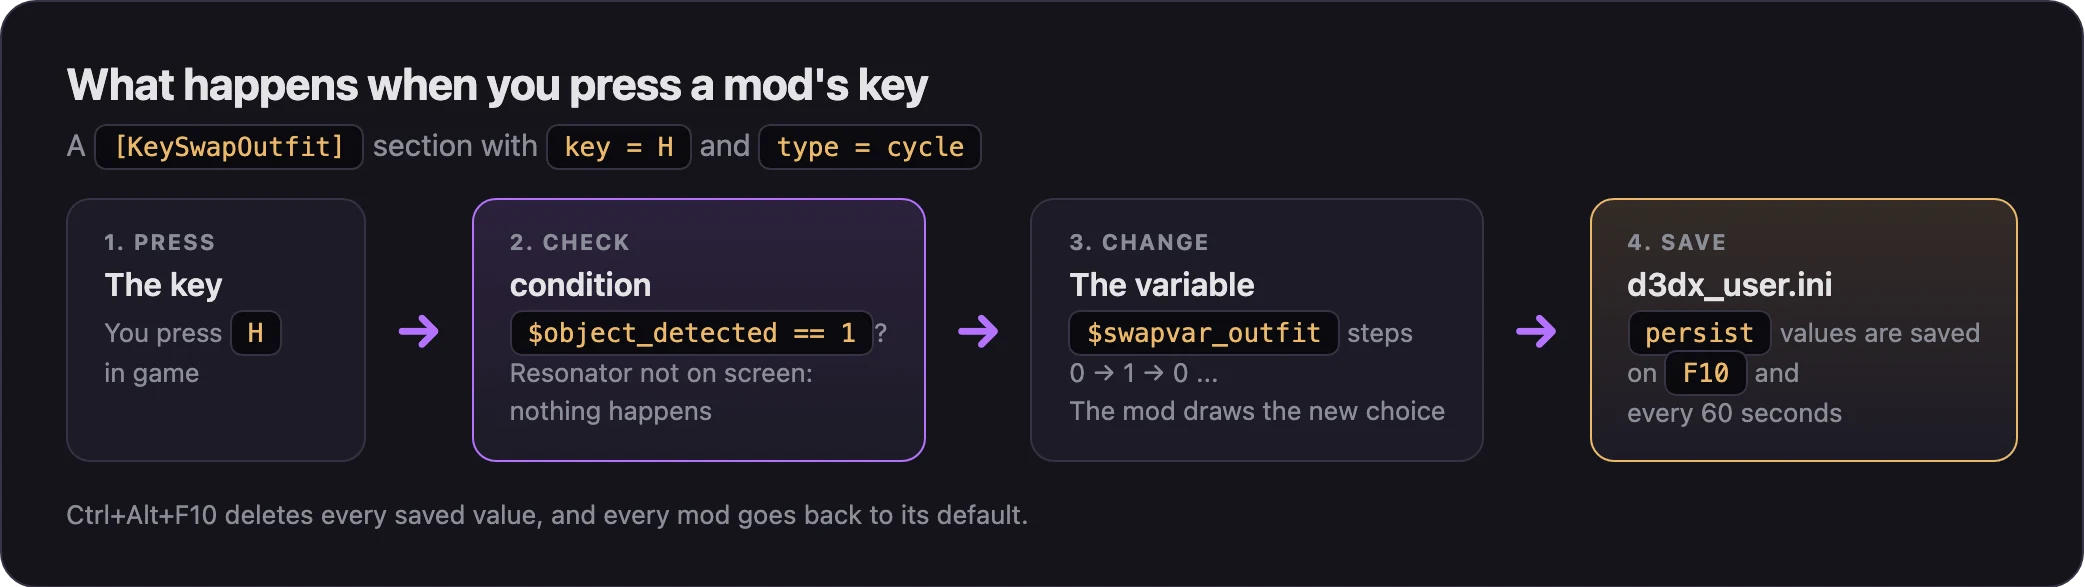 What happens when you press a mod's key
A [KeySwapOutfit] section with key = H and type = cycle
1. PRESS
The key
You press H
in game
2. CHECK
condition
$object_detected == 1?
Resonator not on screen:
nothing happens
3. CHANGE
The variable
$swapvar_outfit steps
0 → 1 → 0 ...
The mod draws the new choice
4. SAVE
d3dx_user.ini
persist values are saved
on F10 and
every 60 seconds
Ctrl+Alt+F10 deletes every saved value, and every mod goes back to its default.